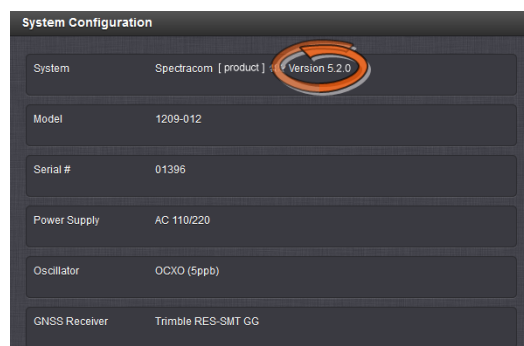 System Configuration
System Spectracom [ product ] Version 5.2.0
Model 1209-012
Serial # 01396
Power Supply AC 110/220
Oscillator OCXO (5ppb)
GNSS Receiver Trimble RES-SMT GG